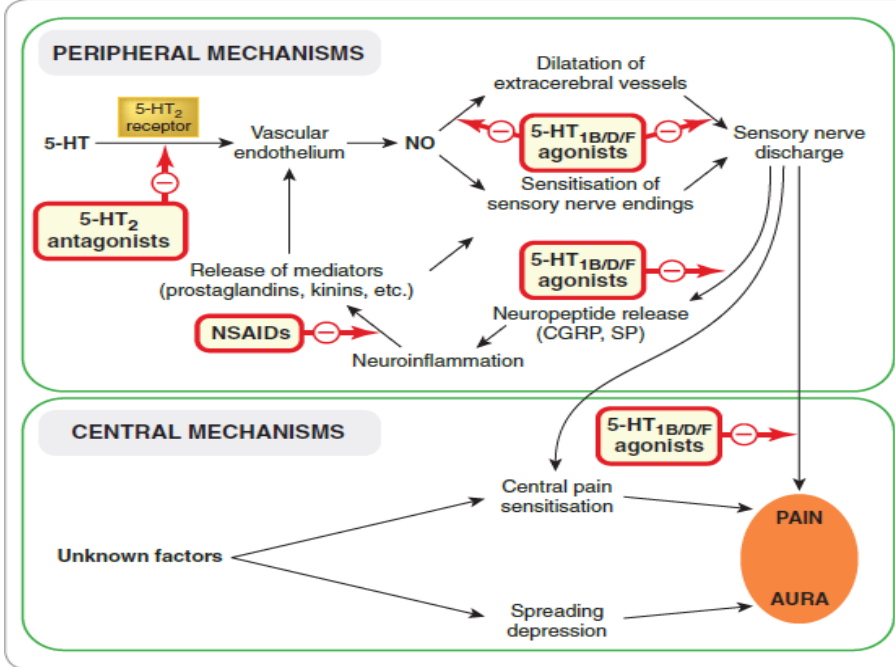 PERIPHERAL MECHANISMS
Dilatation of
extracerebral vessels
5-HT₂
receptor
5-HT
Vascular
endothelium
NO
5-HT1B/D/F
agonists
Sensory nerve
discharge
Sensitisation of
sensory nerve endings
5-HT₂
antagonists
Release of mediators
(prostaglandins, kinins, etc.)
5-HT1B/D/F
agonists
Neuropeptide release
(CGRP, SP)
NSAIDs
Neuroinflammation
CENTRAL MECHANISMS
5-HT1B/D/F
agonists
Central pain
sensitisation
PAIN
Unknown factors
AURA
Spreading
depression